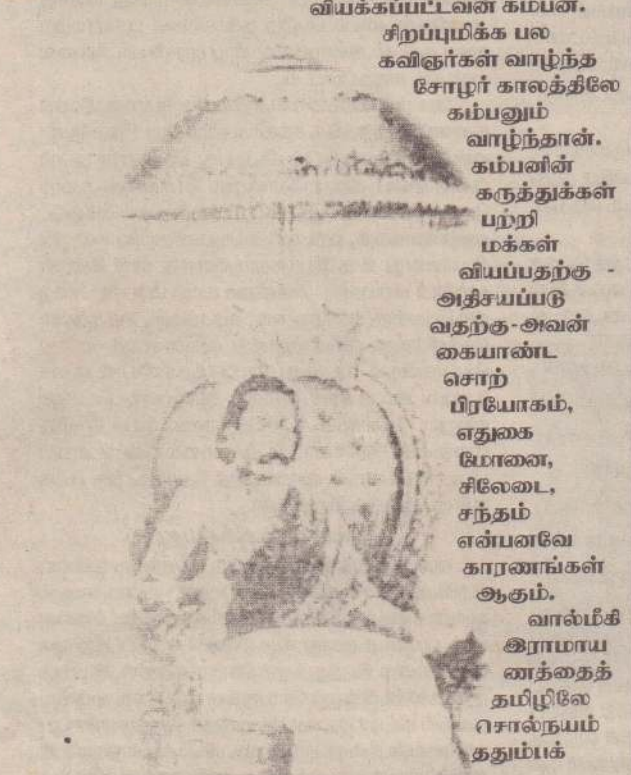 வியக்கப்பட்டவன் கம்பன்.
சிறப்புமிக்க பல
கவிஞர்கள் வாழ்ந்த
சோழர் காலத்திலே
கம்பனும்
வாழ்ந்தான்.
கம்பனின்
கருத்துக்கள்
பற்றி
மக்கள்
வியப்பதற்கு -
அதிசயப்படு
வதற்கு-அவன்
கையாண்ட
சொற்
பிரயோகம்,
எதுகை
மோனை,
சிலேடை,
சந்தம்
என்பனவே
காரணங்கள்
ஆகும்.
வால்மீகி
இராமாய
ணத்தைத்
தமிழிலே
சொல்நயம்
ததும்பக்